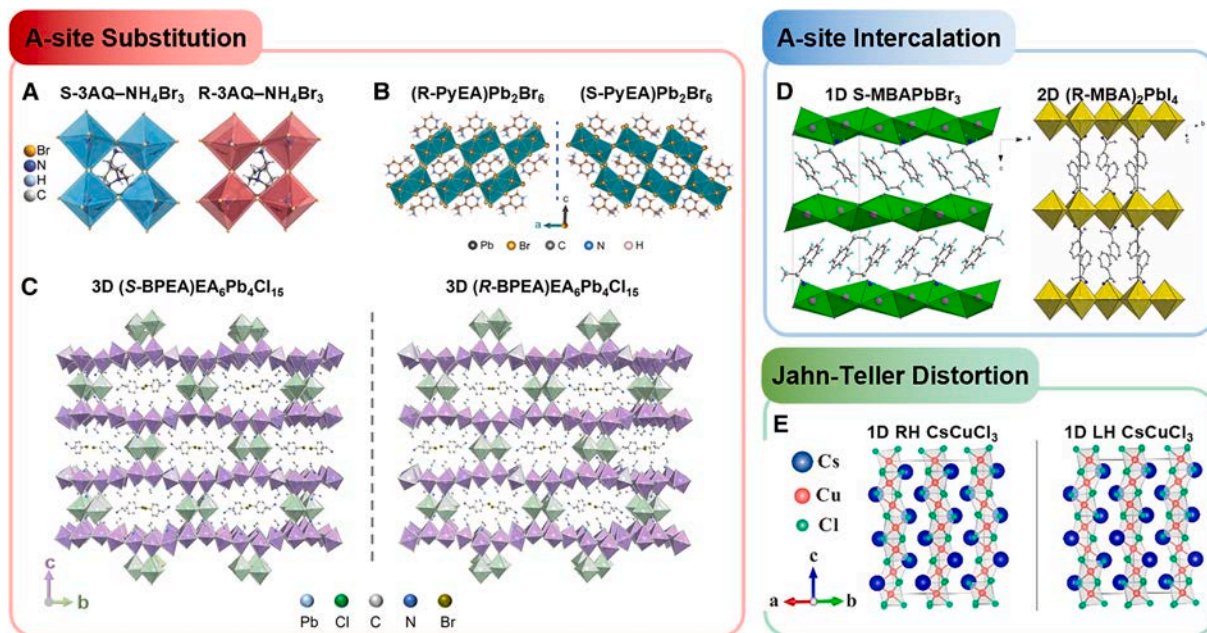 A-site Substitution
A
S-3AQ–NH₄Br₃
R-3AQ–NH₄Br₃
Br
N
H
C
B
(R-PyEA)Pb₂Br₆
(S-PyEA)Pb₂Br₆
c
a
Pb
Br
C
N
H
C
3D (S-BPEA)EA₆Pb₄Cl₁₅
3D (R-BPEA)EA₆Pb₄Cl₁₅
c
b
Pb
Cl
C
N
Br
A-site Intercalation
D
1D S-MBAPbBr₃
2D (R-MBA)₂PbI₄
a
c
b
c
Jahn-Teller Distortion
E
1D RH CsCuCl₃
1D LH CsCuCl₃
Cs
Cu
Cl
c
a
b